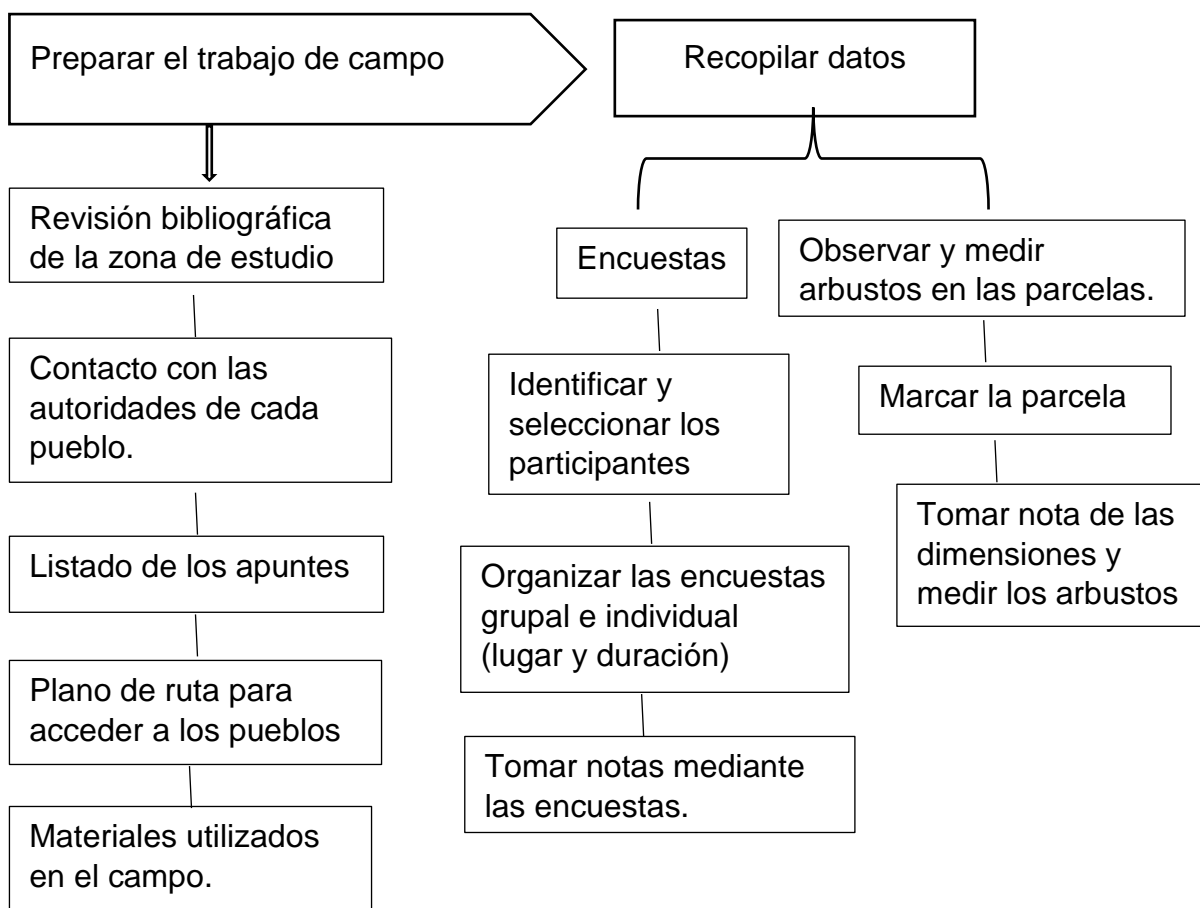 Preparar el trabajo de campo
Revisión bibliográfica
de la zona de estudio
Contacto con las
autoridades de cada
pueblo.
Listado de los apuntes
Plano de ruta para
acceder a los pueblos
Materiales utilizados
en el campo.
Recopilar datos
Encuestas
Identificar y
seleccionar los
participantes
Organizar las encuestas
grupal e individual
(lugar y duración)
Tomar notas mediante
las encuestas.
Observar y medir
arbustos en las parcelas.
Marcar la parcela
Tomar nota de las
dimensiones y
medir los arbustos